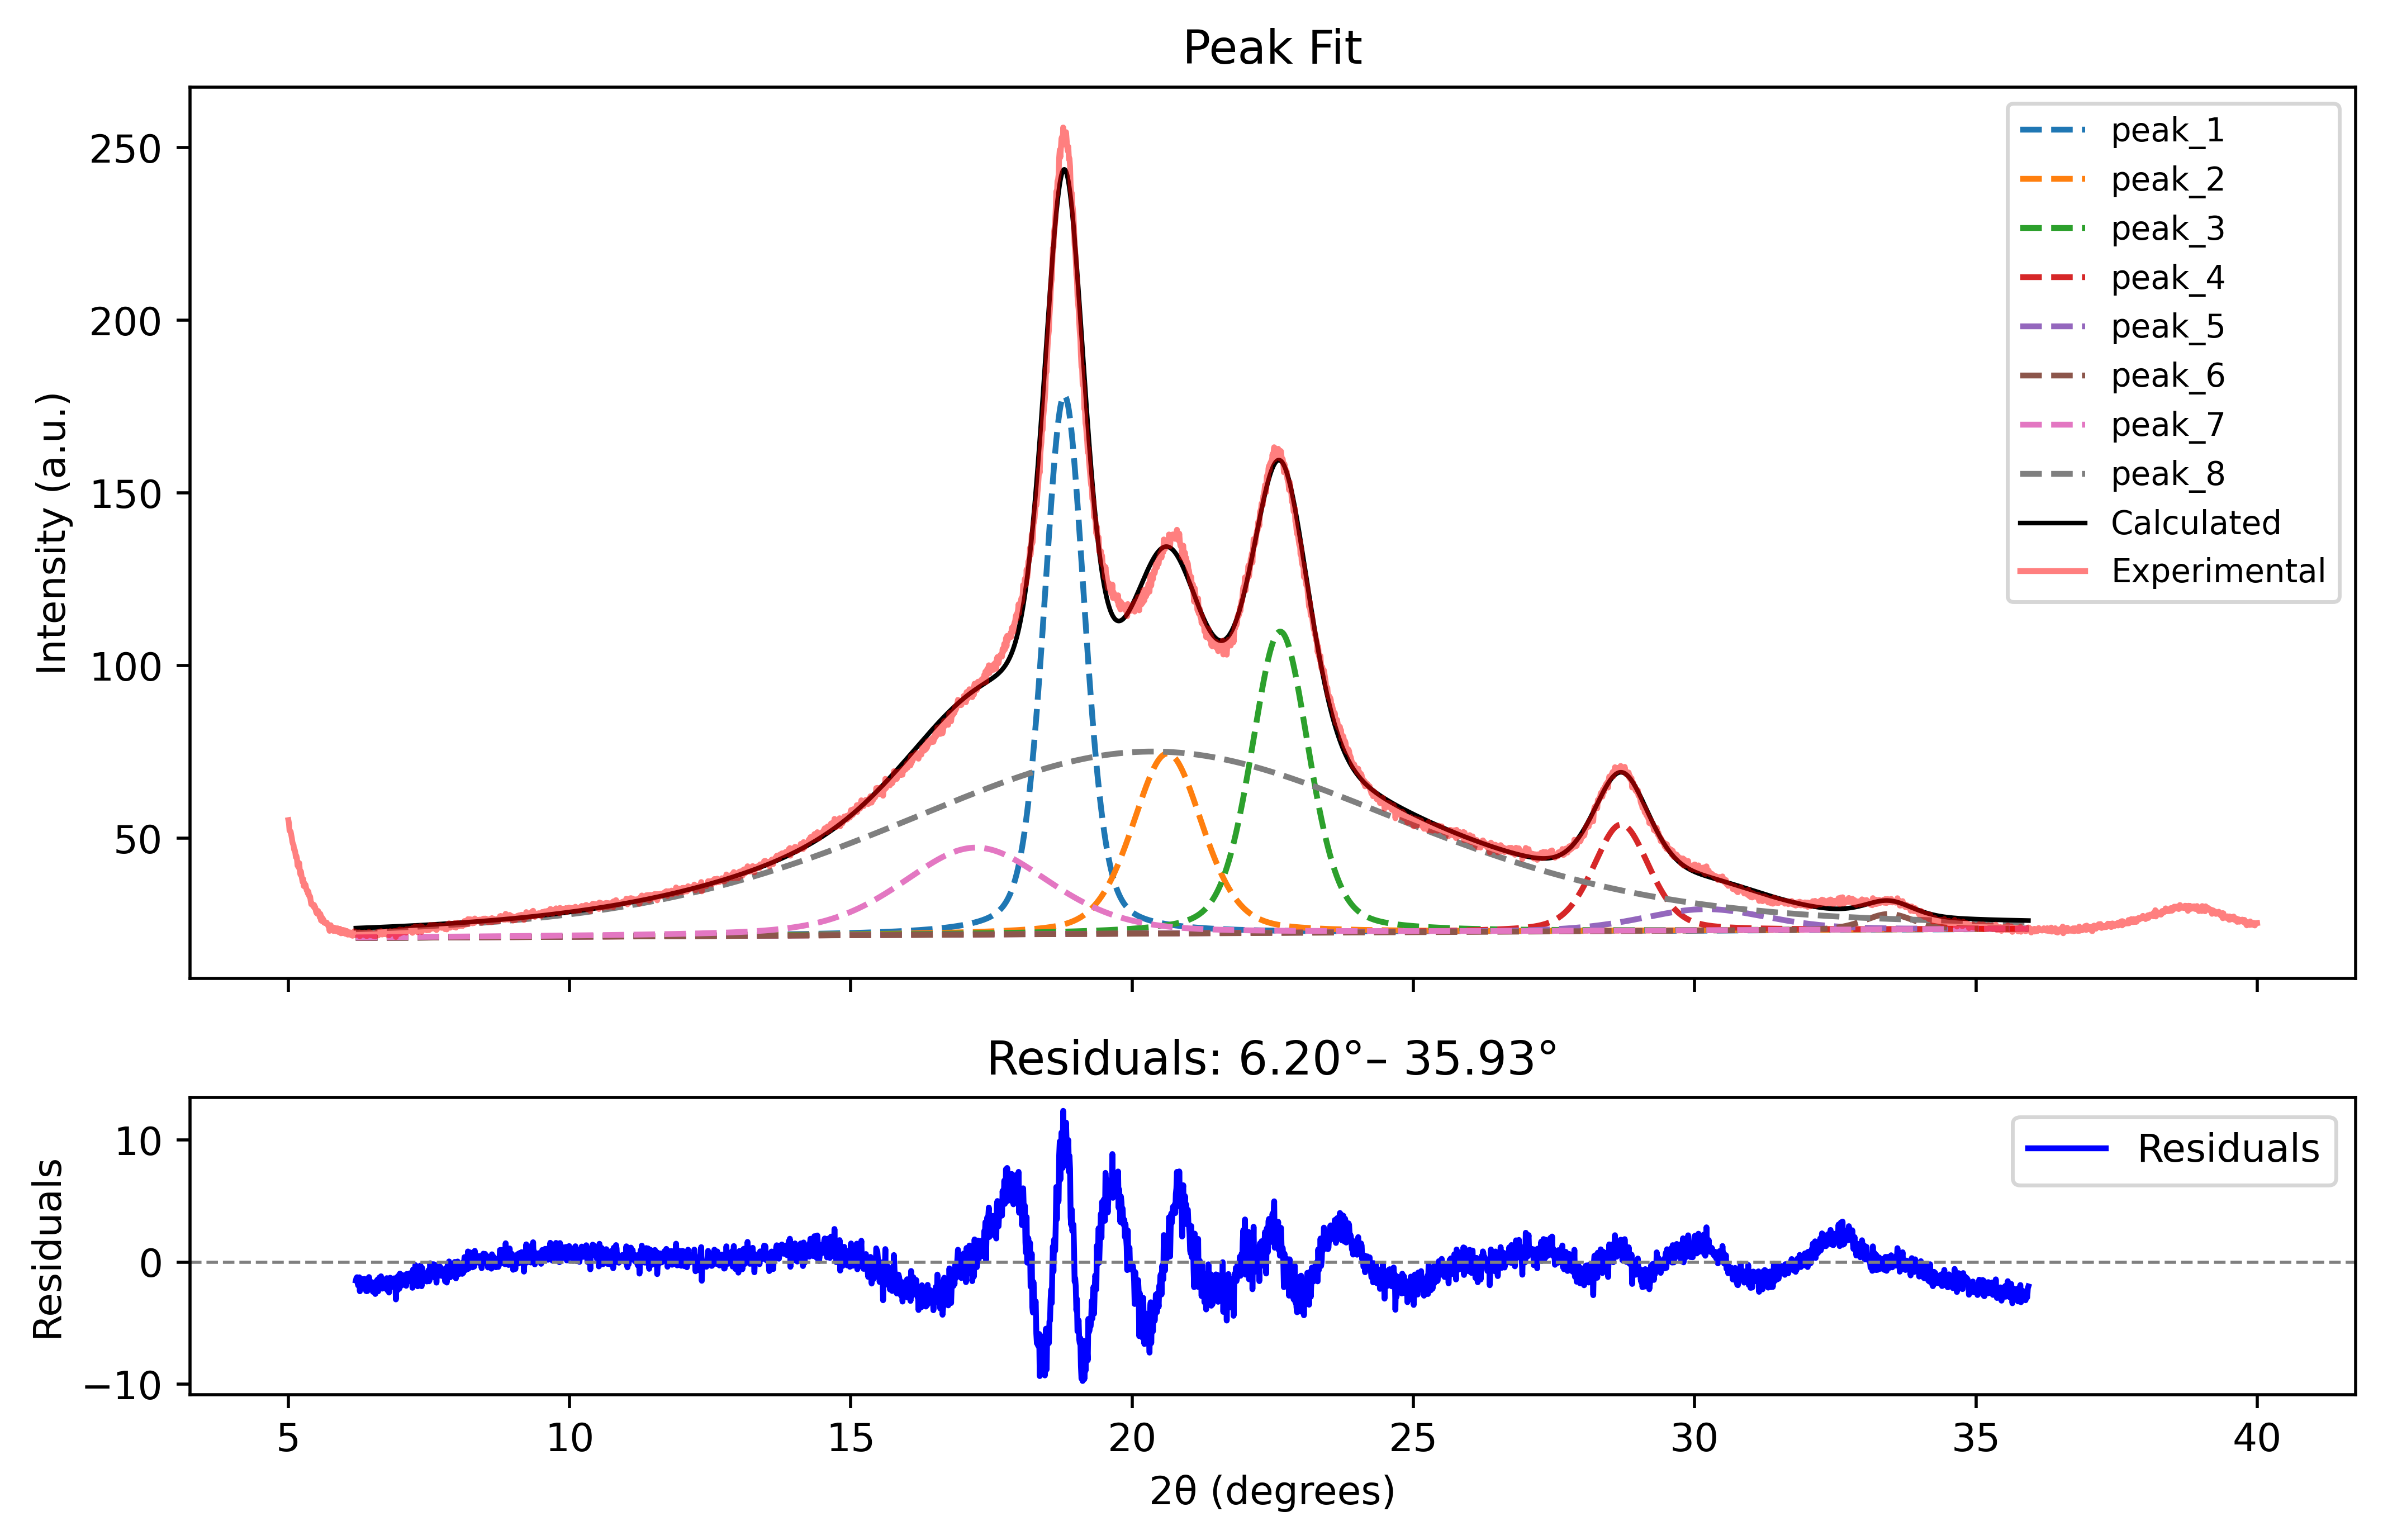 Peak Fit
Intensity (a.u.)
250
200
150
100
50
peak_1
peak_2
peak_3
peak_4
peak_5
peak_6
peak_7
peak_8
Calculated
Experimental
Residuals: 6.20°– 35.93°
Residuals
10
0
−10
Residuals
5 10 15 20 25 30 35 40
2θ (degrees)